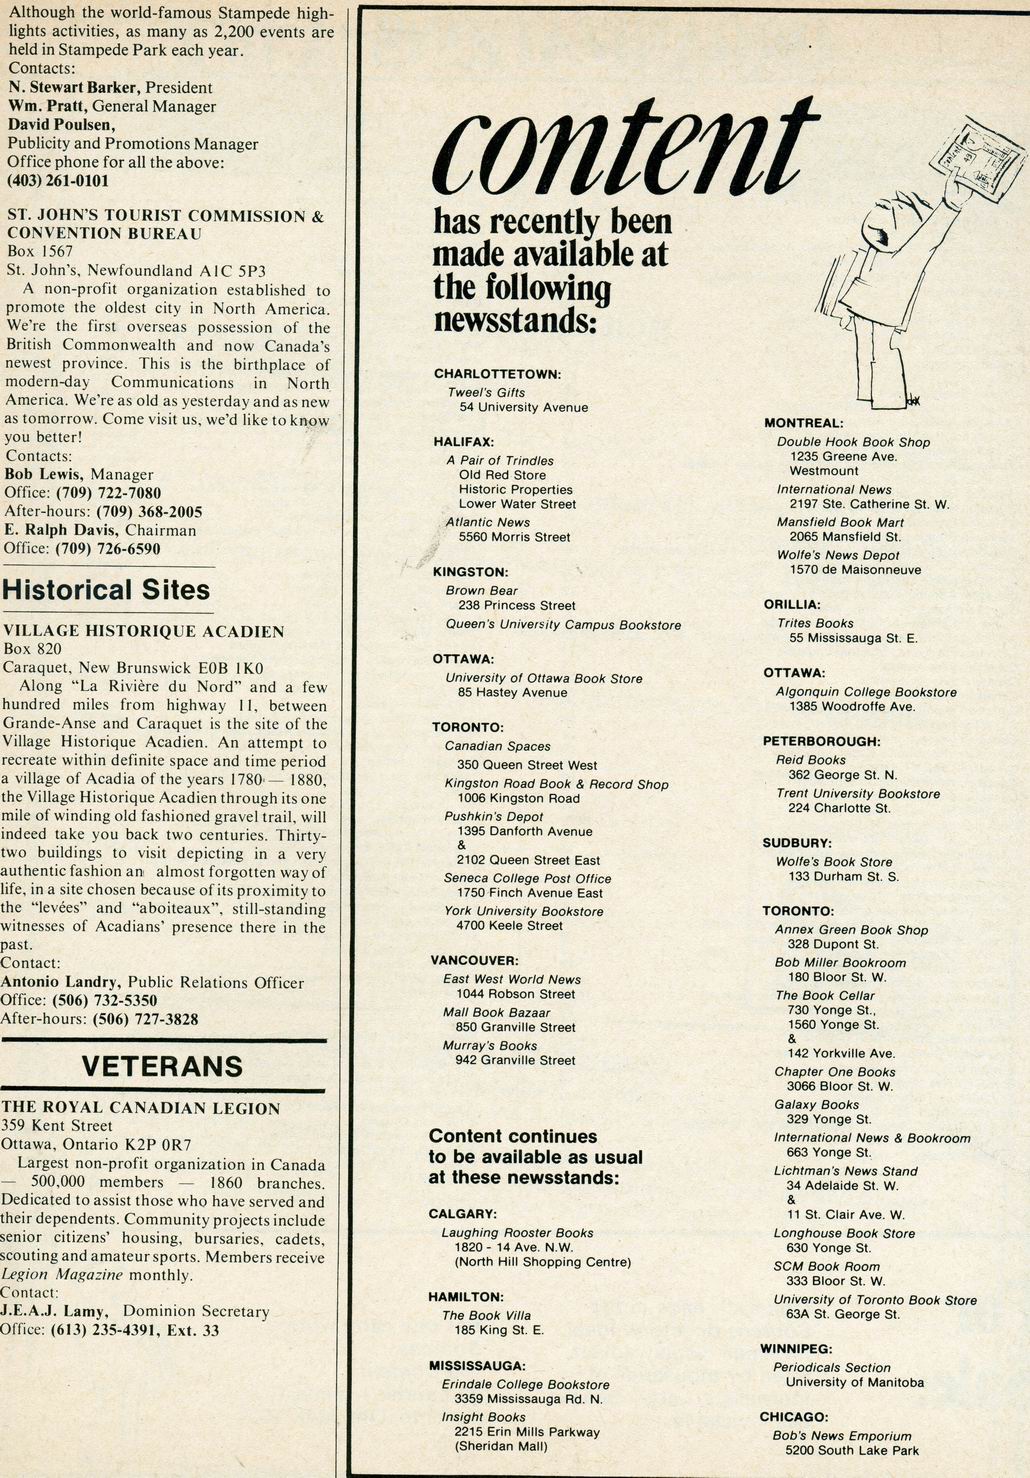 Although the world-famous Stampede high-
lights activities, as many as 2,200 events are
held in Stampede Park each year.
Contacts:
N. Stewart Barker, President
Wm. Pratt, General Manager
David Poulsen,
Publicity and Promotions Manager
Office phone for all the above:
(403) 261-0101
ST. JOHN'S TOURIST COMMISSION &
CONVENTION BUREAU
Box 1567
St. John's, Newfoundland A1C 5P3
A non-profit organization established to
promote the oldest city in North America.
We're the first overseas possession of the
British Commonwealth and now Canada's
newest province. This is the birthplace of
modern-day Communications in North
America. We're as old as yesterday and as new
as tomorrow. Come visit us, we'd like to know
you better!
Contacts:
Bob Lewis, Manager
Office: (709) 722-7080
After-hours: (709) 368-2005
E. Ralph Davis, Chairman
Office: (709) 726-6590
Historical Sites
VILLAGE HISTORIQUE ACADIEN
Box 820
Caraquet, New Brunswick E0B 1K0
Along “La Rivière du Nord” and a few
hundred miles from highway 11, between
Grande-Anse and Caraquet is the site of the
Village Historique Acadien. An attempt to
recreate within definite space and time period
a village of Acadia of the years 1780 — 1880,
the Village Historique Acadien through its one
mile of winding old fashioned gravel trail, will
indeed take you back two centuries. Thirty-
two buildings to visit depicting in a very
authentic fashion an almost forgotten way of
life, in a site chosen because of its proximity to
the “levées” and “aboiteaux”, still-standing
witnesses of Acadians' presence there in the
past.
Contact:
Antonio Landry, Public Relations Officer
Office: (506) 732-5350
After-hours: (506) 727-3828
VETERANS
THE ROYAL CANADIAN LEGION
359 Kent Street
Ottawa, Ontario K2P 0R7
Largest non-profit organization in Canada
— 500,000 members — 1860 branches.
Dedicated to assist those who have served and
their dependents. Community projects include
senior citizens' housing, bursaries, cadets,
scouting and amateur sports. Members receive
Legion Magazine monthly.
Contact:
J.E.A.J. Lamy, Dominion Secretary
Office: (613) 235-4391, Ext. 33
content
has recently been
made available at
the following
newsstands:
CHARLOTTETOWN:
Tweel's Gifts
54 University Avenue
HALIFAX:
A Pair of Trindles
Old Red Store
Historic Properties
Lower Water Street
Atlantic News
5560 Morris Street
KINGSTON:
Brown Bear
238 Princess Street
Queen's University Campus Bookstore
OTTAWA:
University of Ottawa Book Store
85 Hastey Avenue
TORONTO:
Canadian Spaces
350 Queen Street West
Kingston Road Book & Record Shop
1006 Kingston Road
Pushkin's Depot
1395 Danforth Avenue
&
2102 Queen Street East
Seneca College Post Office
1750 Finch Avenue East
York University Bookstore
4700 Keele Street
VANCOUVER:
East West World News
1044 Robson Street
Mall Book Bazaar
850 Granville Street
Murray's Books
942 Granville Street
Content continues
to be available as usual
at these newsstands:
CALGARY:
Laughing Rooster Books
1820 - 14 Ave. N.W.
(North Hill Shopping Centre)
HAMILTON:
The Book Villa
185 King St. E.
MISSISSAUGA:
Erindale College Bookstore
3359 Mississauga Rd. N.
Insight Books
2215 Erin Mills Parkway
(Sheridan Mall)
MONTREAL:
Double Hook Book Shop
1235 Greene Ave.
Westmount
International News
2197 Ste. Catherine St. W.
Mansfield Book Mart
2065 Mansfield St.
Wolfe's News Depot
1570 de Maisonneuve
ORILLIA:
Trites Books
55 Mississauga St. E.
OTTAWA:
Algonquin College Bookstore
1385 Woodroffe Ave.
PETERBOROUGH:
Reid Books
362 George St. N.
Trent University Bookstore
224 Charlotte St.
SUDBURY:
Wolfe's Book Store
133 Durham St. S.
TORONTO:
Annex Green Book Shop
328 Dupont St.
Bob Miller Bookroom
180 Bloor St. W.
The Book Cellar
730 Yonge St.,
1560 Yonge St.
&
142 Yorkville Ave.
Chapter One Books
3066 Bloor St. W.
Galaxy Books
329 Yonge St.
International News & Bookroom
663 Yonge St.
Lichtman's News Stand
34 Adelaide St. W.
&
11 St. Clair Ave. W.
Longhouse Book Store
630 Yonge St.
SCM Book Room
333 Bloor St. W.
University of Toronto Book Store
63A St. George St.
WINNIPEG:
Periodicals Section
University of Manitoba
CHICAGO:
Bob's News Emporium
5200 South Lake Park